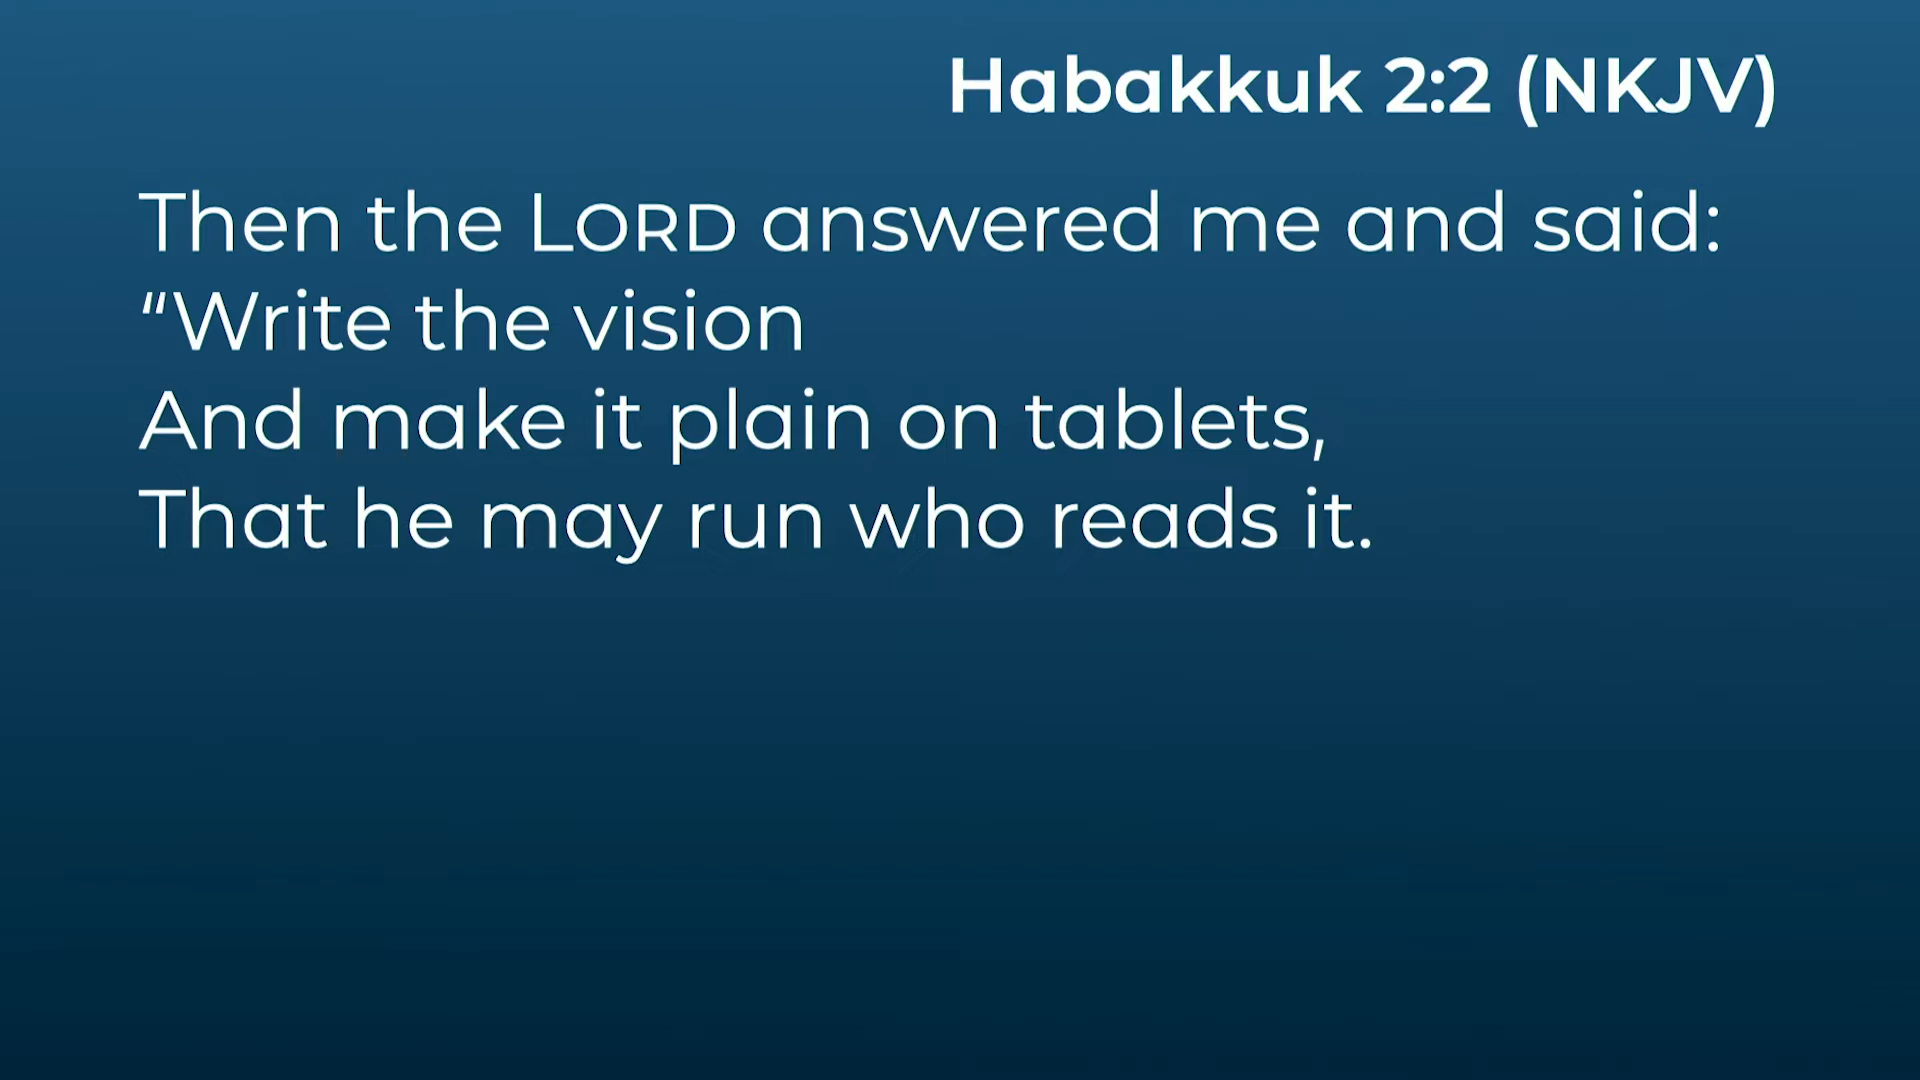 Habakkuk 2:2 (NKJV)
Then the LORD answered me and said:
“Write the vision
And make it plain on tablets,
That he may run who reads it.